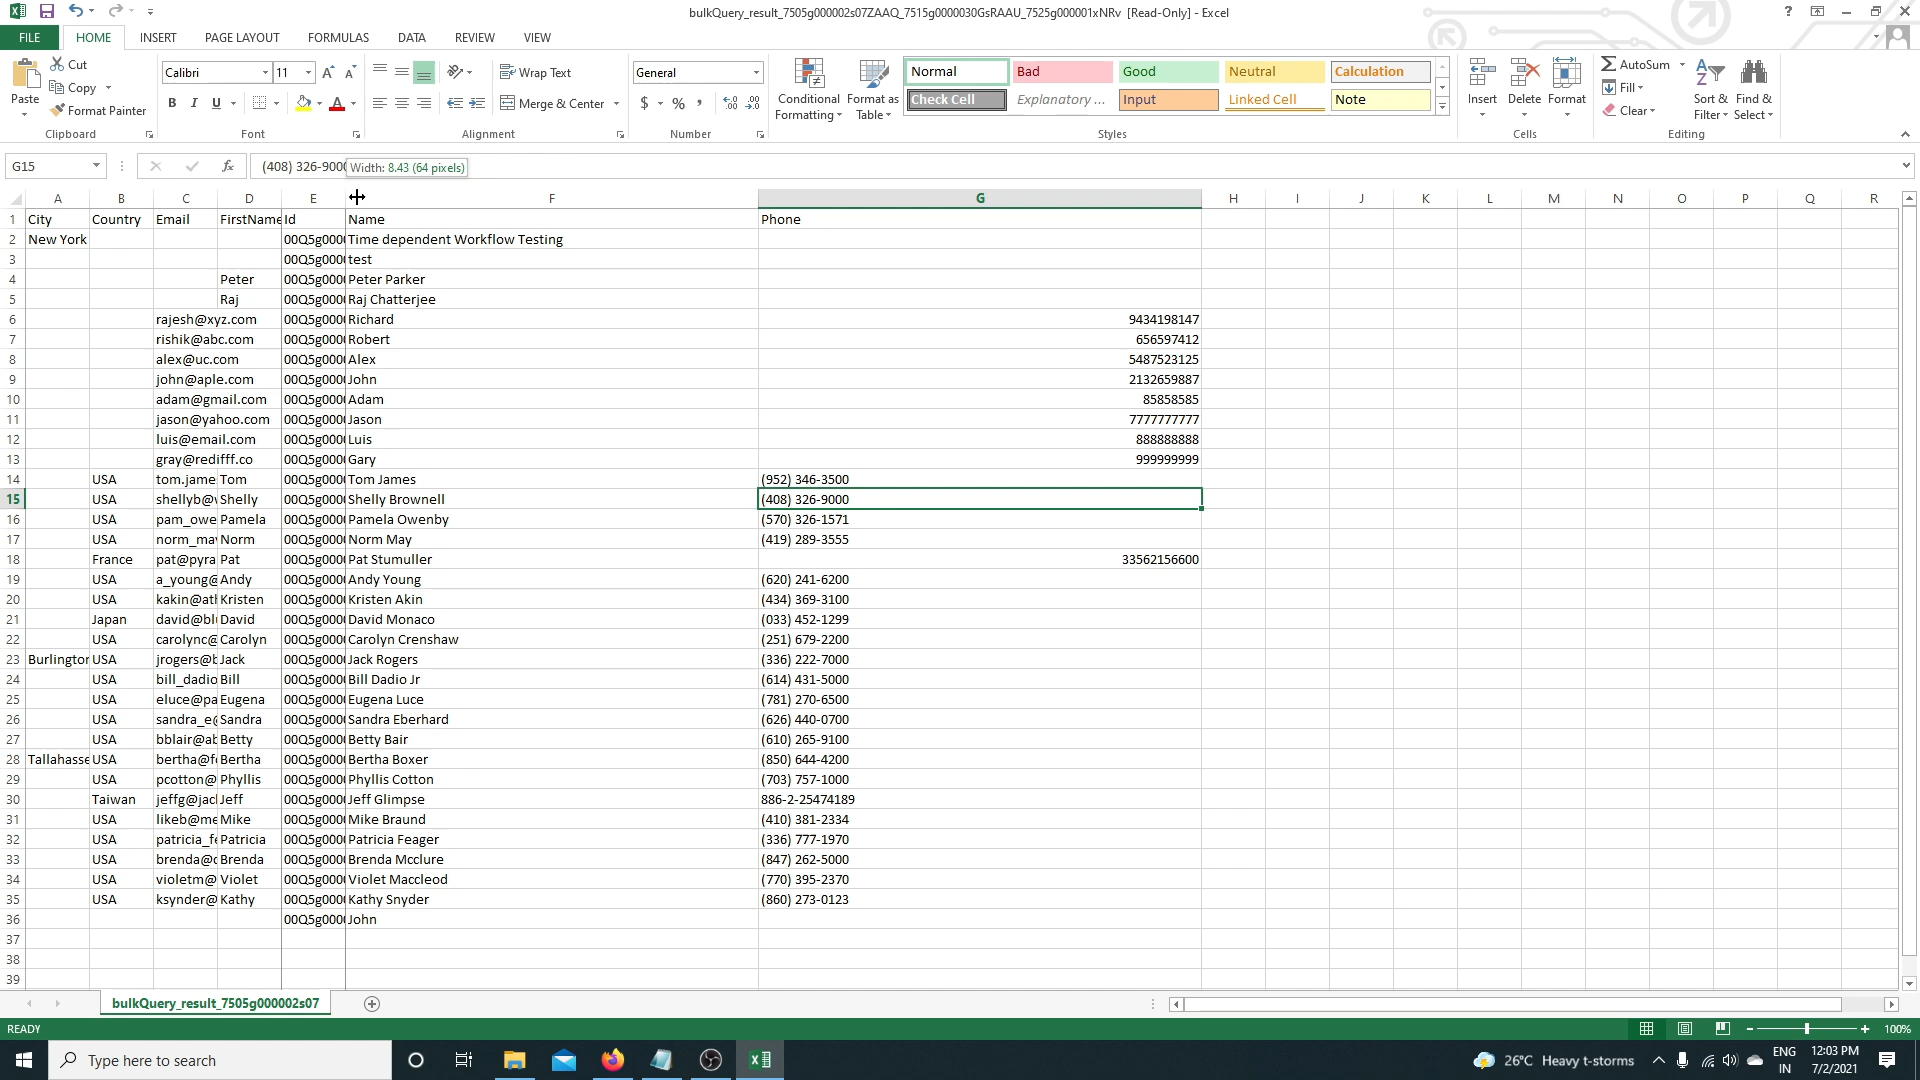 bulkQuery_result_7505g000002s07ZAAQ_7515g0000030GsRAAU_7525g000001xNRv [Read-Only] - Excel
FILE HOME INSERT PAGE LAYOUT FORMULAS DATA REVIEW VIEW
Paste
Cut
Copy
Format Painter
Clipboard
Calibri 11
B I U
Font
Wrap Text
Merge & Center
Alignment
General
$ % ,
Number
Conditional Formatting
Format as Table
Normal Bad Good Neutral Calculation
Check Cell Explanatory ... Input Linked Cell Note
Styles
Insert Delete Format
Cells
AutoSum
Fill
Clear
Sort & Filter
Find & Select
Editing
G15 fx (408) 326-9000 Width: 8.43 (64 pixels)
A B C D E F G H I J K L M N O P Q R
1 City Country Email FirstName Id Name Phone
2 New York 00Q5g000 Time dependent Workflow Testing
3 00Q5g000 test
4 Peter 00Q5g000 Peter Parker
5 Raj 00Q5g000 Raj Chatterjee
6 rajesh@xyz.com 00Q5g000 Richard 9434198147
7 rishik@abc.com 00Q5g000 Robert 656597412
8 alex@uc.com 00Q5g000 Alex 5487523125
9 john@aple.com 00Q5g000 John 2132659887
10 adam@gmail.com 00Q5g000 Adam 85858585
11 jason@yahoo.com 00Q5g000 Jason 7777777777
12 luis@email.com 00Q5g000 Luis 888888888
13 gray@redifff.co 00Q5g000 Gary 999999999
14 USA tom.jame Tom 00Q5g000 Tom James (952) 346-3500
15 USA shellyb@ Shelly 00Q5g000 Shelly Brownell (408) 326-9000
16 USA pam_owe Pamela 00Q5g000 Pamela Owenby (570) 326-1571
17 USA norm_ma Norm 00Q5g000 Norm May (419) 289-3555
18 France pat@pyra Pat 00Q5g000 Pat Stumuller 33562156600
19 USA a_young@ Andy 00Q5g000 Andy Young (620) 241-6200
20 USA kakin@at Kristen 00Q5g000 Kristen Akin (434) 369-3100
21 Japan david@bl David 00Q5g000 David Monaco (033) 452-1299
22 USA carolync@ Carolyn 00Q5g000 Carolyn Crenshaw (251) 679-2200
23 Burlington USA jrogers@b Jack 00Q5g000 Jack Rogers (336) 222-7000
24 USA bill_dadio Bill 00Q5g000 Bill Dadio Jr (614) 431-5000
25 USA eluce@pa Eugena 00Q5g000 Eugena Luce (781) 270-6500
26 USA sandra_e@ Sandra 00Q5g000 Sandra Eberhard (626) 440-0700
27 USA bblair@ab Betty 00Q5g000 Betty Bair (610) 265-9100
28 Tallahasse USA bertha@f Bertha 00Q5g000 Bertha Boxer (850) 644-4200
29 USA pcotton@ Phyllis 00Q5g000 Phyllis Cotton (703) 757-1000
30 Taiwan jeffg@jac Jeff 00Q5g000 Jeff Glimpse 886-2-25474189
31 USA likeb@me Mike 00Q5g000 Mike Braund (410) 381-2334
32 USA patricia_fe Patricia 00Q5g000 Patricia Feager (336) 777-1970
33 USA brenda@c Brenda 00Q5g000 Brenda Mcclure (847) 262-5000
34 USA violetm@ Violet 00Q5g000 Violet Maccleod (770) 395-2370
35 USA ksynder@ Kathy 00Q5g000 Kathy Snyder (860) 273-0123
36 00Q5g000 John
37
38
39
bulkQuery_result_7505g000002s07
READY 100%
Type here to search
26°C Heavy t-storms
ENG IN
12:03 PM
7/2/2021